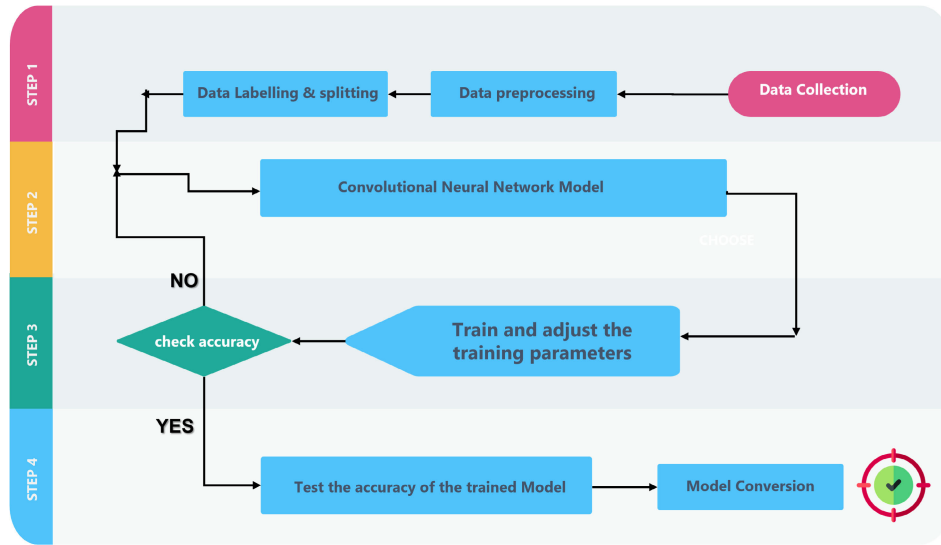 STEP 1
Data Labelling & splitting
Data preprocessing
Data Collection
STEP 2
Convolutional Neural Network Model
CHOOSE
NO
STEP 3
check accuracy
Train and adjust the
training parameters
YES
STEP 4
Test the accuracy of the trained Model
Model Conversion